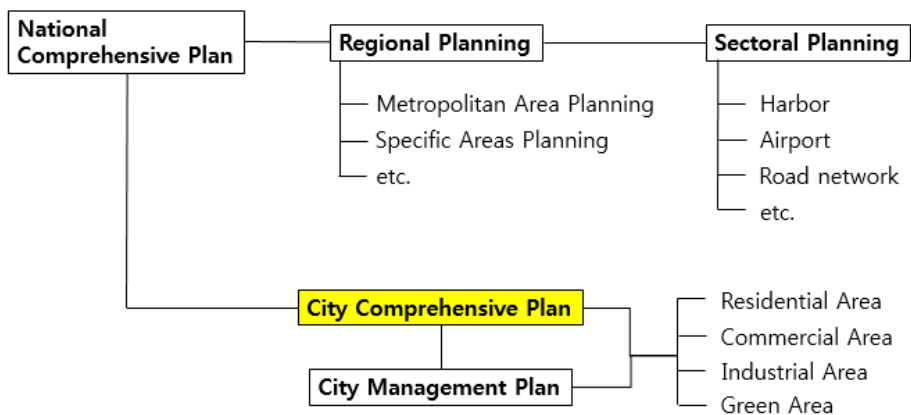 National
Comprehensive Plan
Regional Planning
Metropolitan Area Planning
Specific Areas Planning
etc.
Sectoral Planning
Harbor
Airport
Road network
etc.
City Comprehensive Plan
City Management Plan
Residential Area
Commercial Area
Industrial Area
Green Area